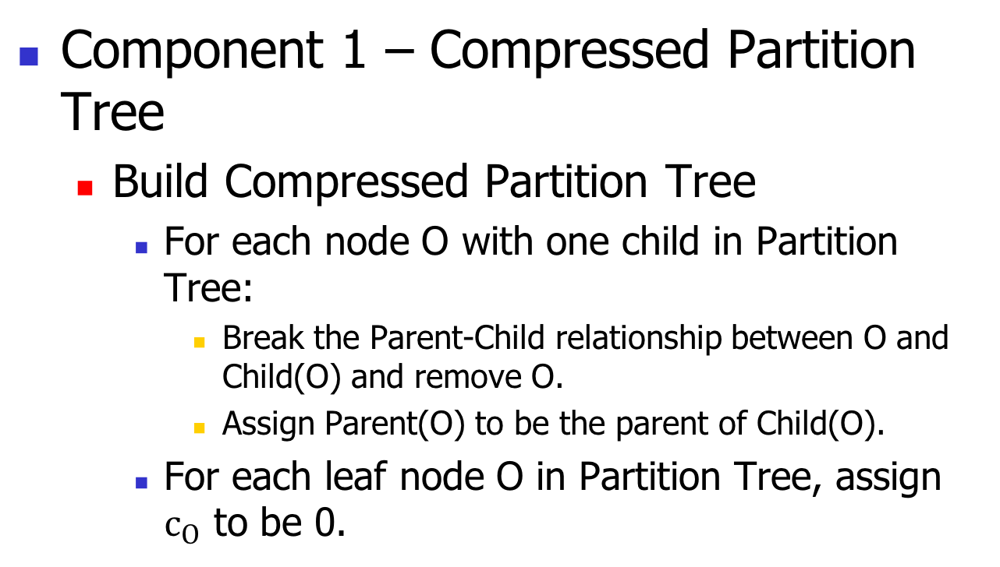 Component 1 – Compressed Partition
Tree
Build Compressed Partition Tree
For each node O with one child in Partition
Tree:
Break the Parent-Child relationship between O and
Child(O) and remove O.
Assign Parent(O) to be the parent of Child(O).
For each leaf node O in Partition Tree, assign
c_O to be 0.